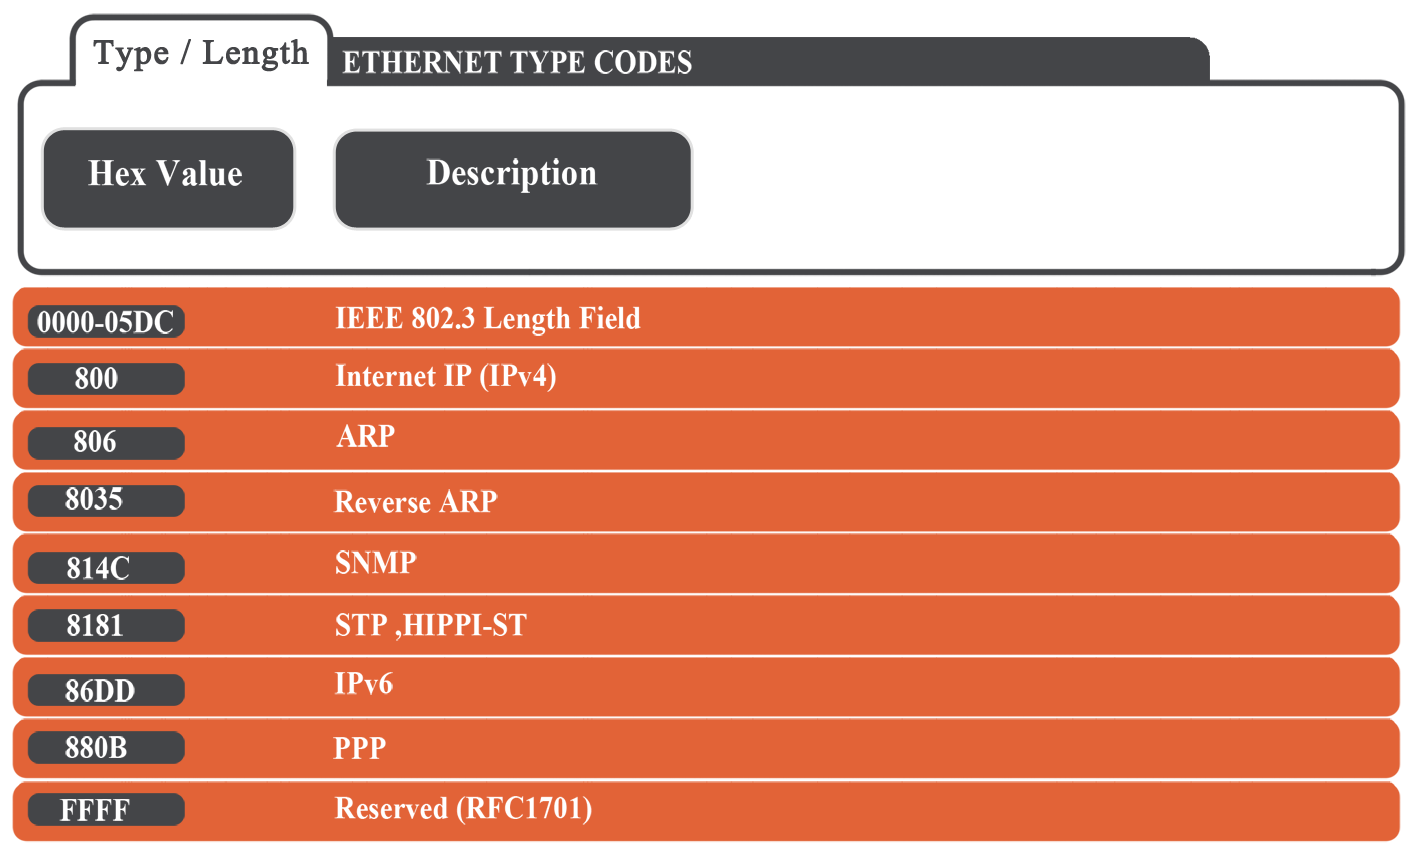 Type / Length
ETHERNET TYPE CODES
Hex Value Description
0000-05DC IEEE 802.3 Length Field
800 Internet IP (IPv4)
806 ARP
8035 Reverse ARP
814C SNMP
8181 STP ,HIPPI-ST
86DD IPv6
880B PPP
FFFF Reserved (RFC1701)